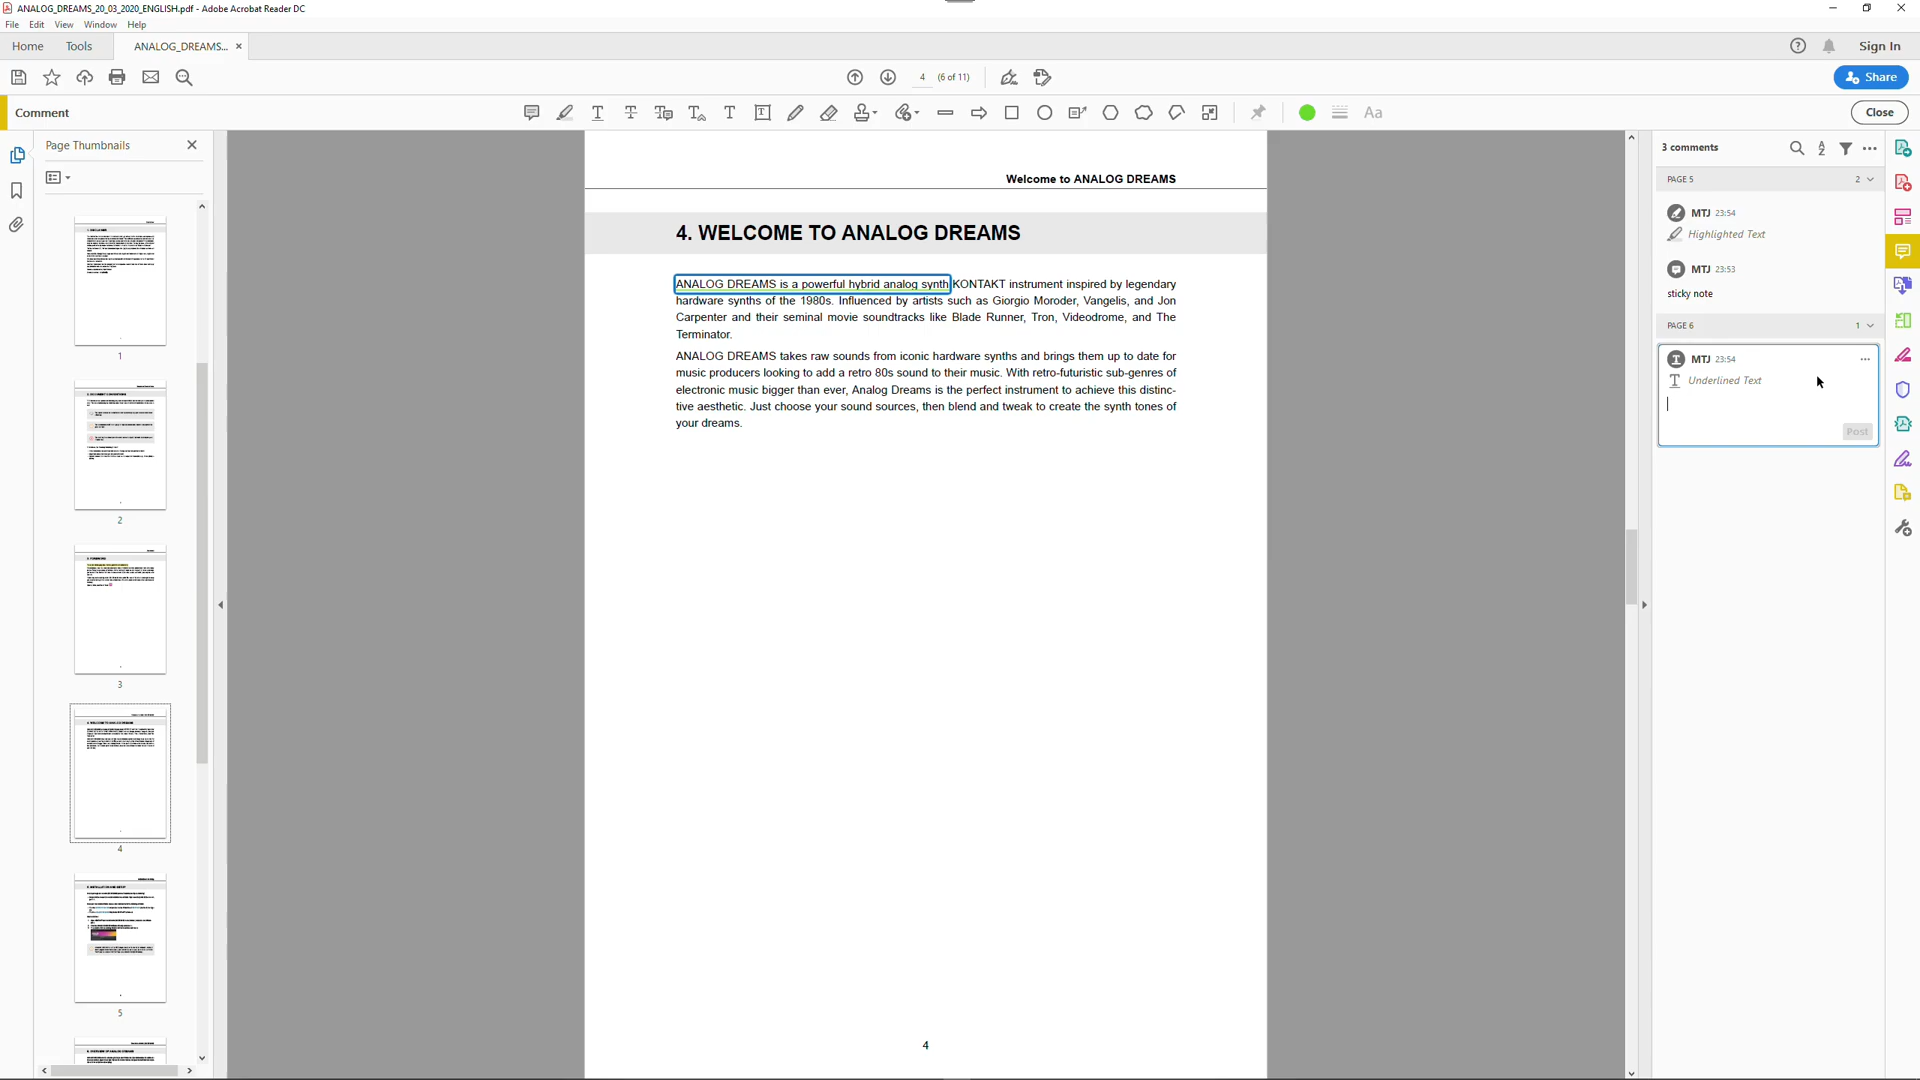 ANALOG_DREAMS_20_03_2020_ENGLISH.pdf - Adobe Acrobat Reader DC
File Edit View Window Help
Home Tools ANALOG_DREAMS... × Sign In
4 (6 of 11) Share
Comment Aa Close
Page Thumbnails
1
2
3
4
5
Welcome to ANALOG DREAMS
4. WELCOME TO ANALOG DREAMS
ANALOG DREAMS is a powerful hybrid analog synth KONTAKT instrument inspired by legendary
hardware synths of the 1980s. Influenced by artists such as Giorgio Moroder, Vangelis, and Jon
Carpenter and their seminal movie soundtracks like Blade Runner, Tron, Videodrome, and The
Terminator.
ANALOG DREAMS takes raw sounds from iconic hardware synths and brings them up to date for
music producers looking to add a retro 80s sound to their music. With retro-futuristic sub-genres of
electronic music bigger than ever, Analog Dreams is the perfect instrument to achieve this distinc-
tive aesthetic. Just choose your sound sources, then blend and tweak to create the synth tones of
your dreams.
4
3 comments
PAGE 5 2
MTJ 23:54
Highlighted Text
MTJ 23:53
sticky note
PAGE 6 1
MTJ 23:54
Underlined Text
Post